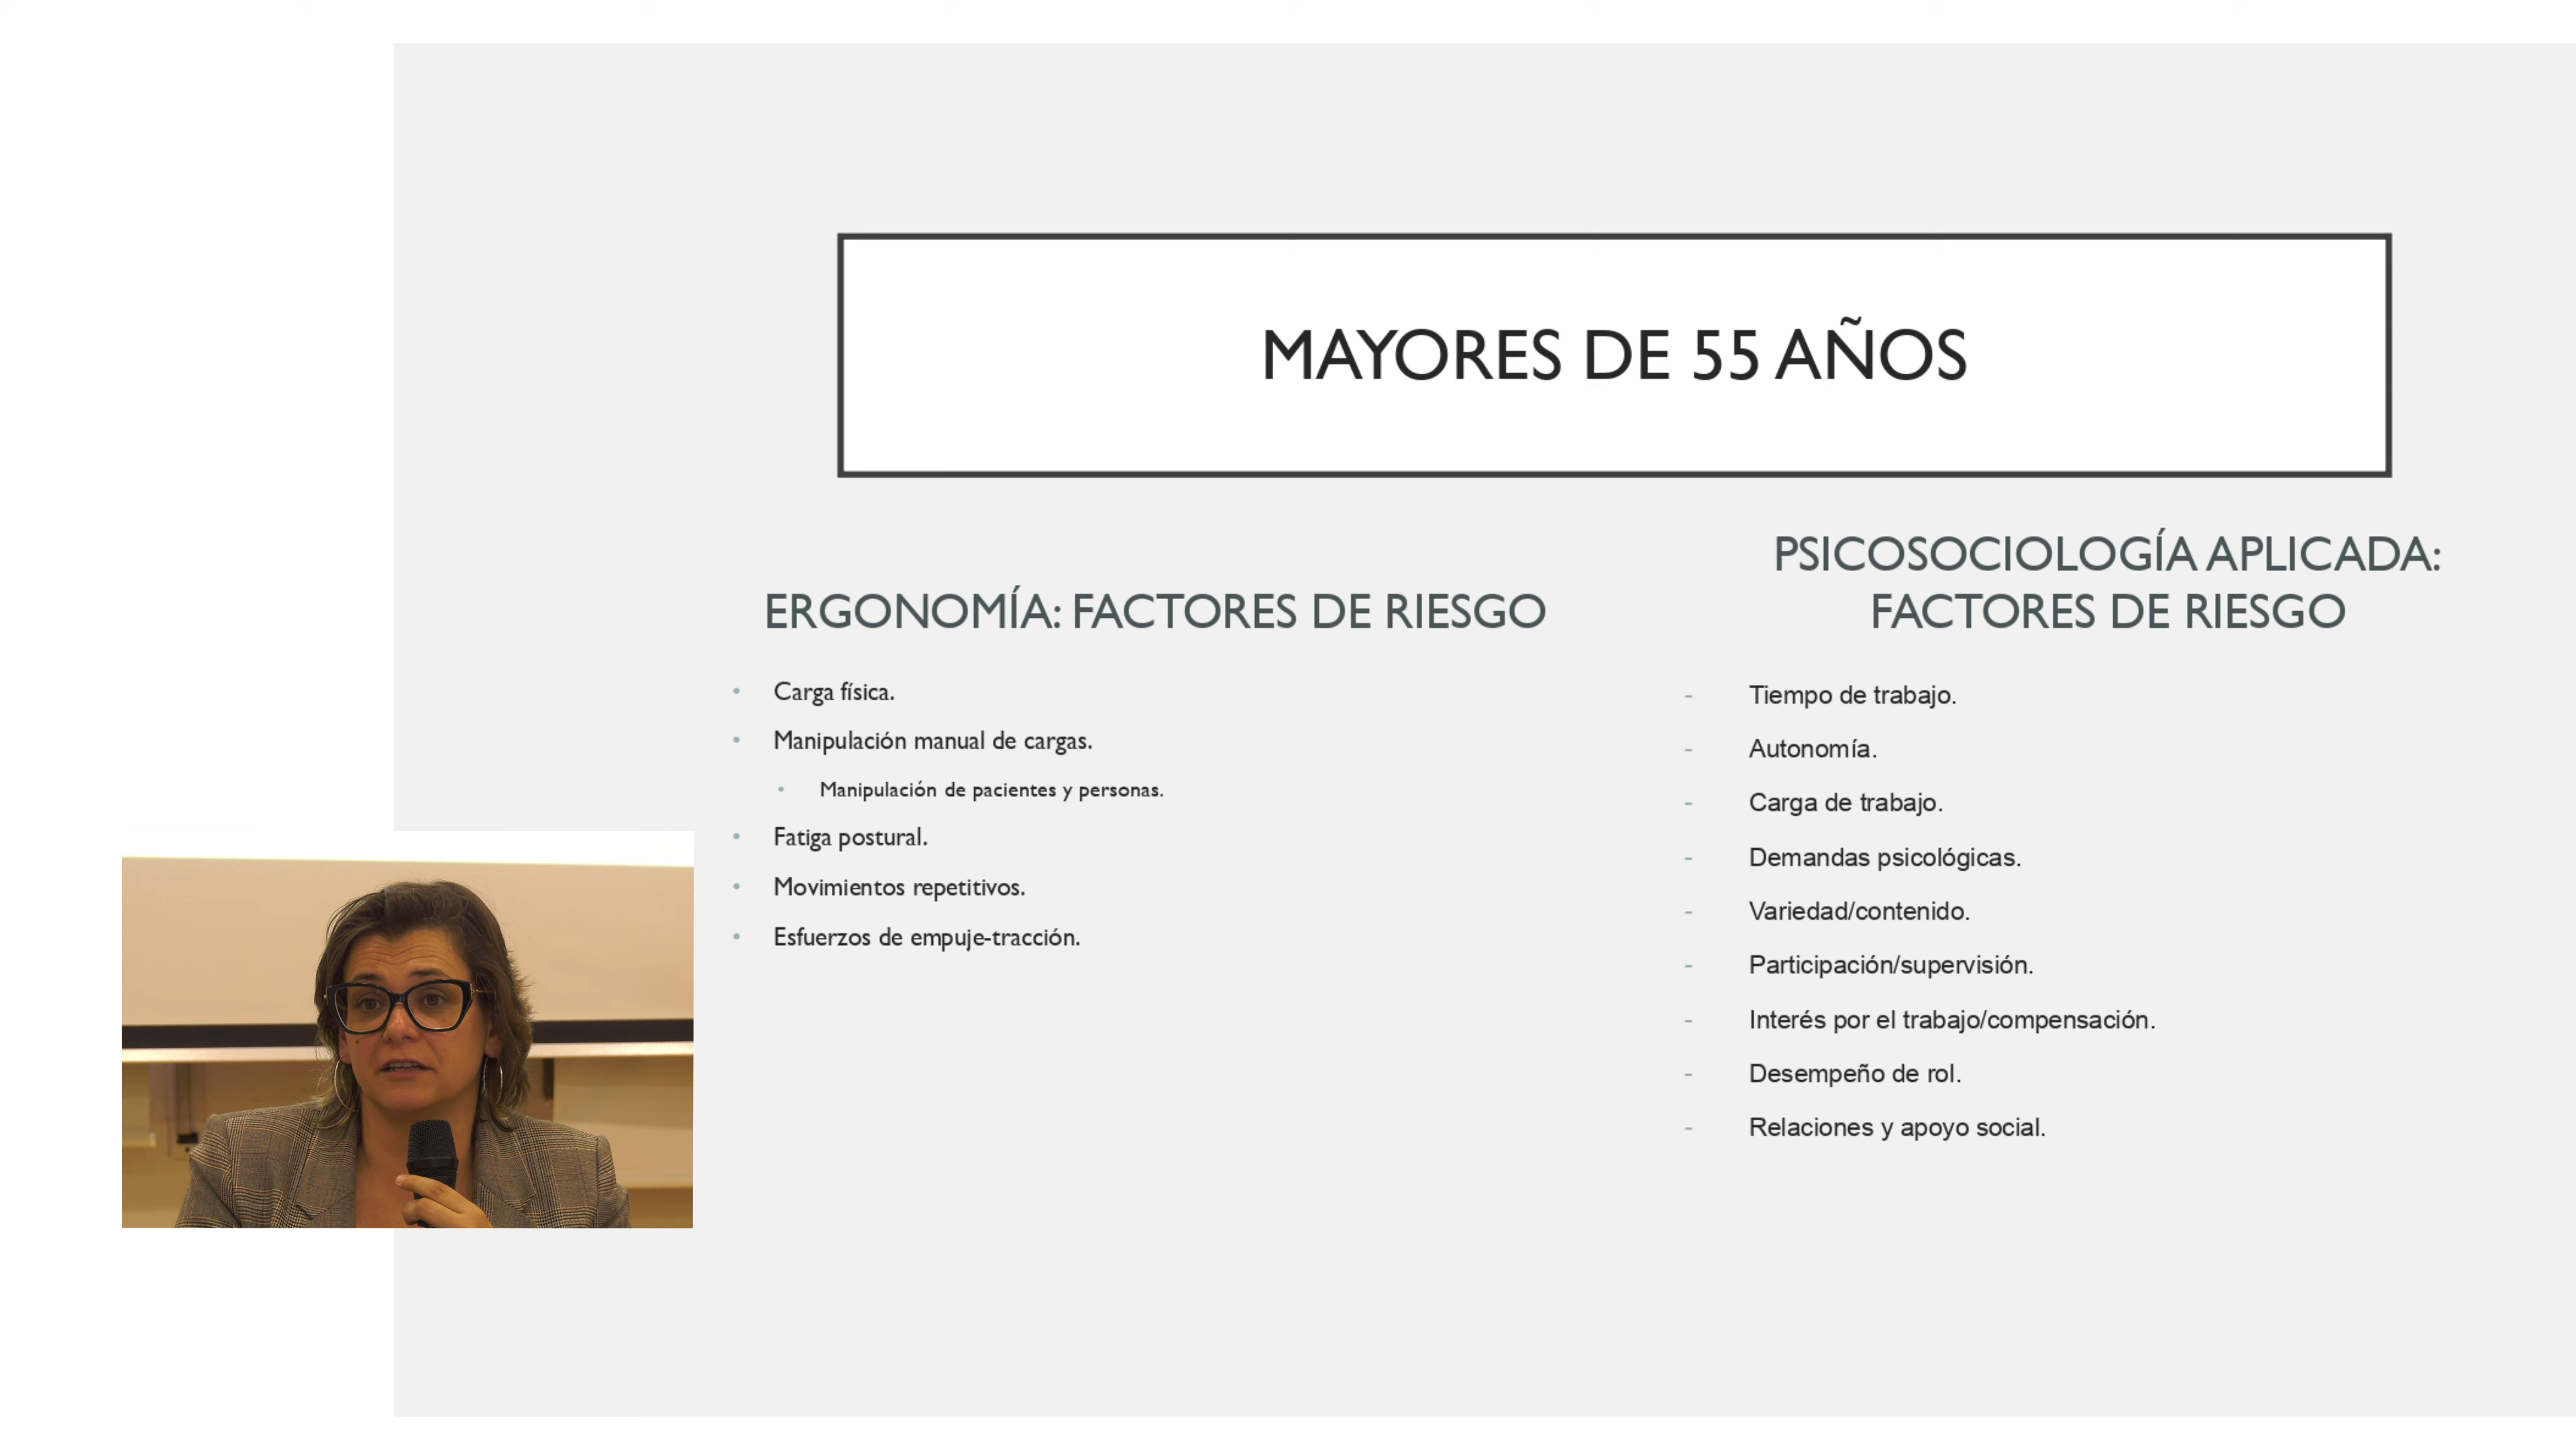 MAYORES DE 55 AÑOS
ERGONOMÍA: FACTORES DE RIESGO
Carga física.
Manipulación manual de cargas.
Manipulación de pacientes y personas.
Fatiga postural.
Movimientos repetitivos.
Esfuerzos de empuje-tracción.
PSICOSOCIOLOGÍA APLICADA:
FACTORES DE RIESGO
Tiempo de trabajo.
Autonomía.
Carga de trabajo.
Demandas psicológicas.
Variedad/contenido.
Participación/supervisión.
Interés por el trabajo/compensación.
Desempeño de rol.
Relaciones y apoyo social.